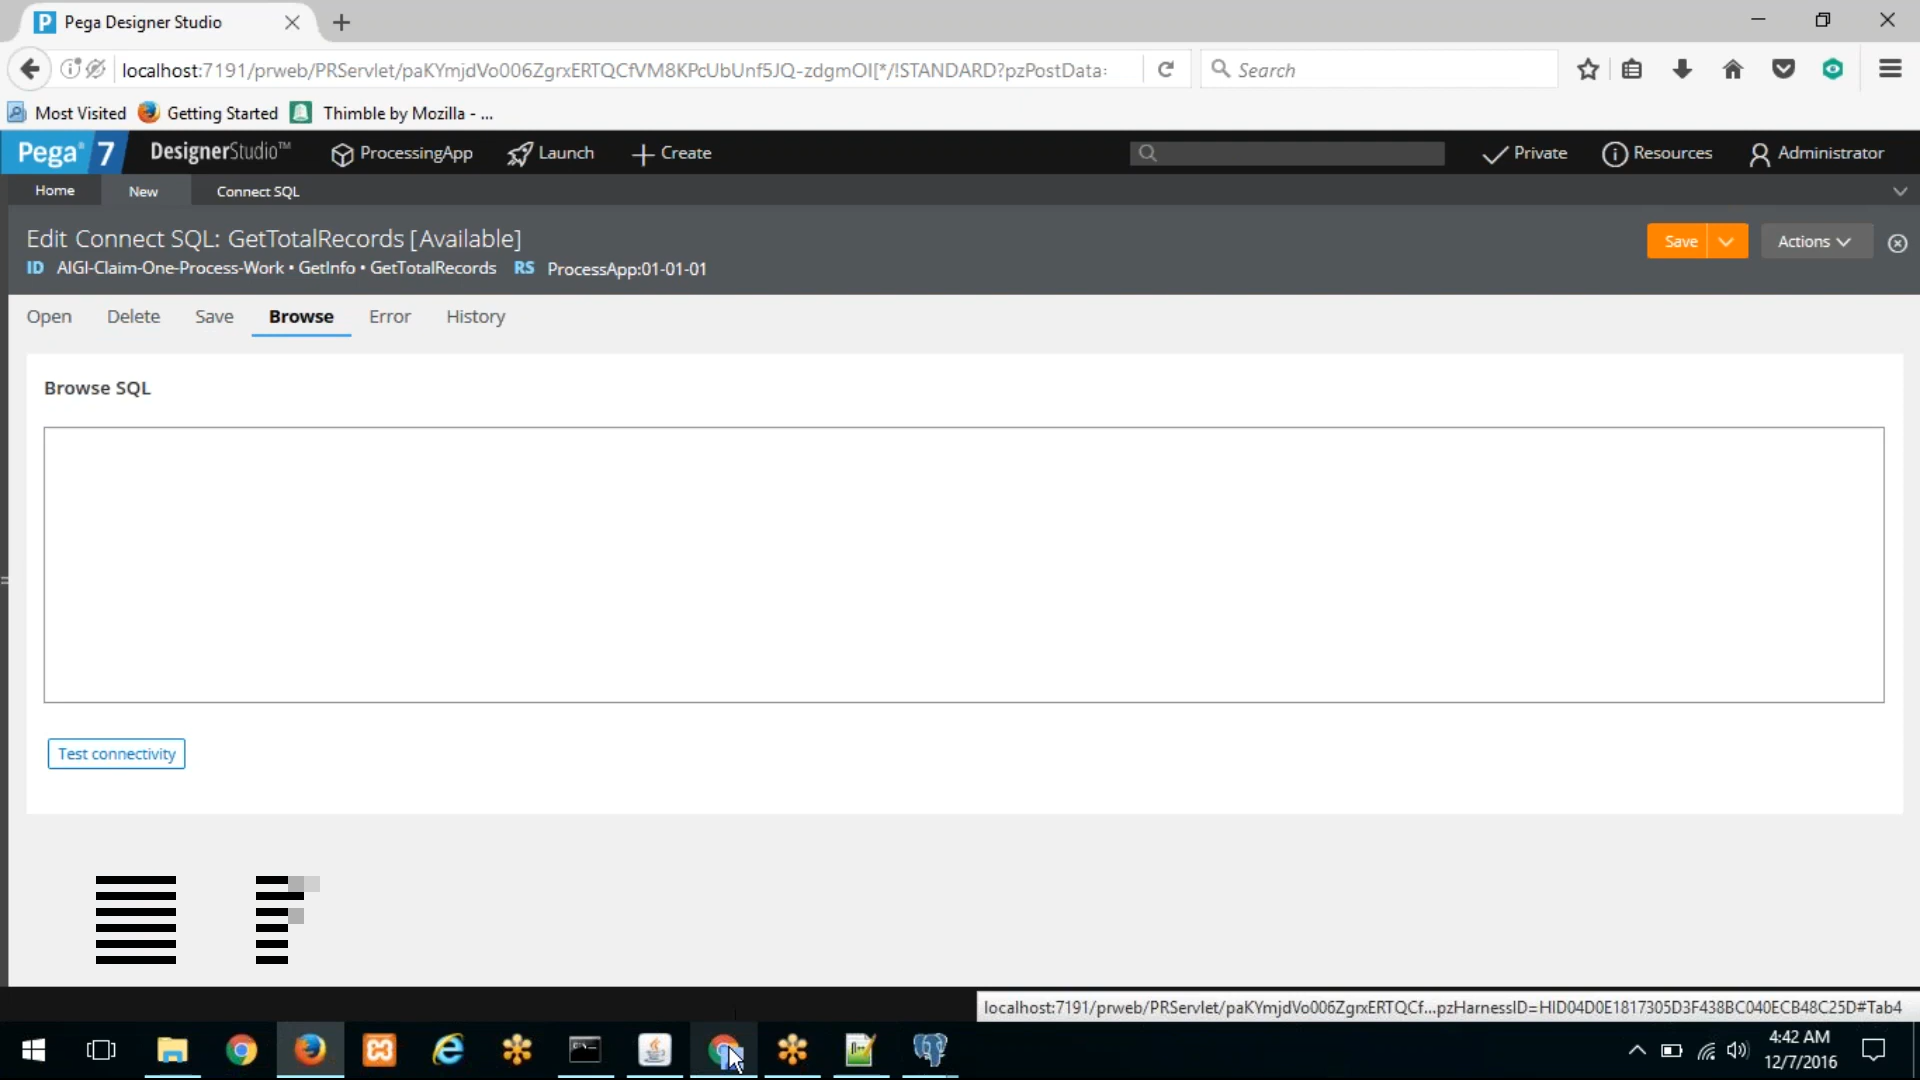 Pega Designer Studio
localhost:7191/prweb/PRServlet/paKYmjdVo006ZgrxERTQCfVM8KPcUbUnf5JQ-zdgmOI[*/!STANDARD?pzPostData:
Search
Most Visited Getting Started Thimble by Mozilla - ...
Pega 7 DesignerStudio™ ProcessingApp Launch Create Private Resources Administrator
Home New Connect SQL
Edit Connect SQL: GetTotalRecords [Available]
Save Actions
ID AIGI-Claim-One-Process-Work • GetInfo • GetTotalRecords RS ProcessApp:01-01-01
Open Delete Save Browse Error History
Browse SQL
Test connectivity
localhost:7191/prweb/PRServlet/paKYmjdVo006ZgrxERTQCf...pzHarnessID=HID04D0E1817305D3F438BC040ECB48C25D#Tab4
4:42 AM
12/7/2016